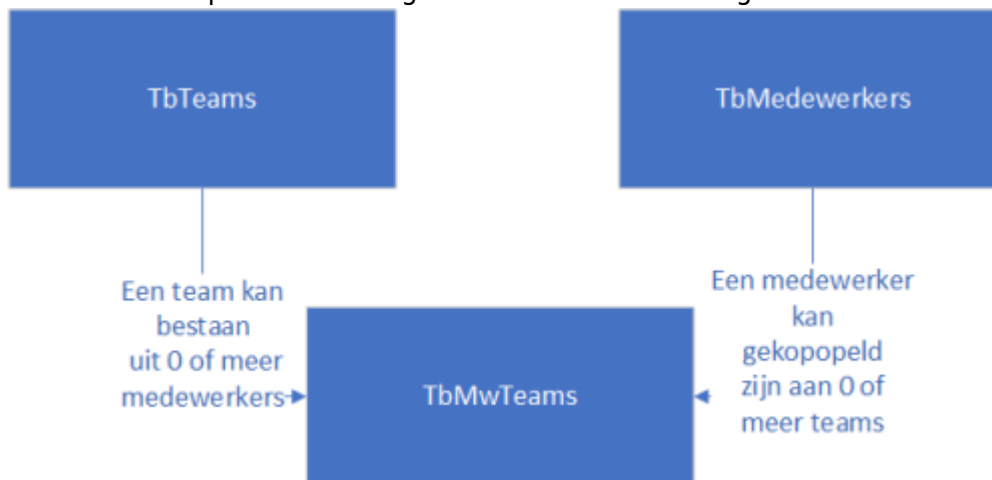 TbTeams
TbMedewerkers
Een team kan
bestaan
uit 0 of meer
medewerkers
Een medewerker
kan
gekopopeld
zijn aan 0 of
meer teams
TbMwTeams